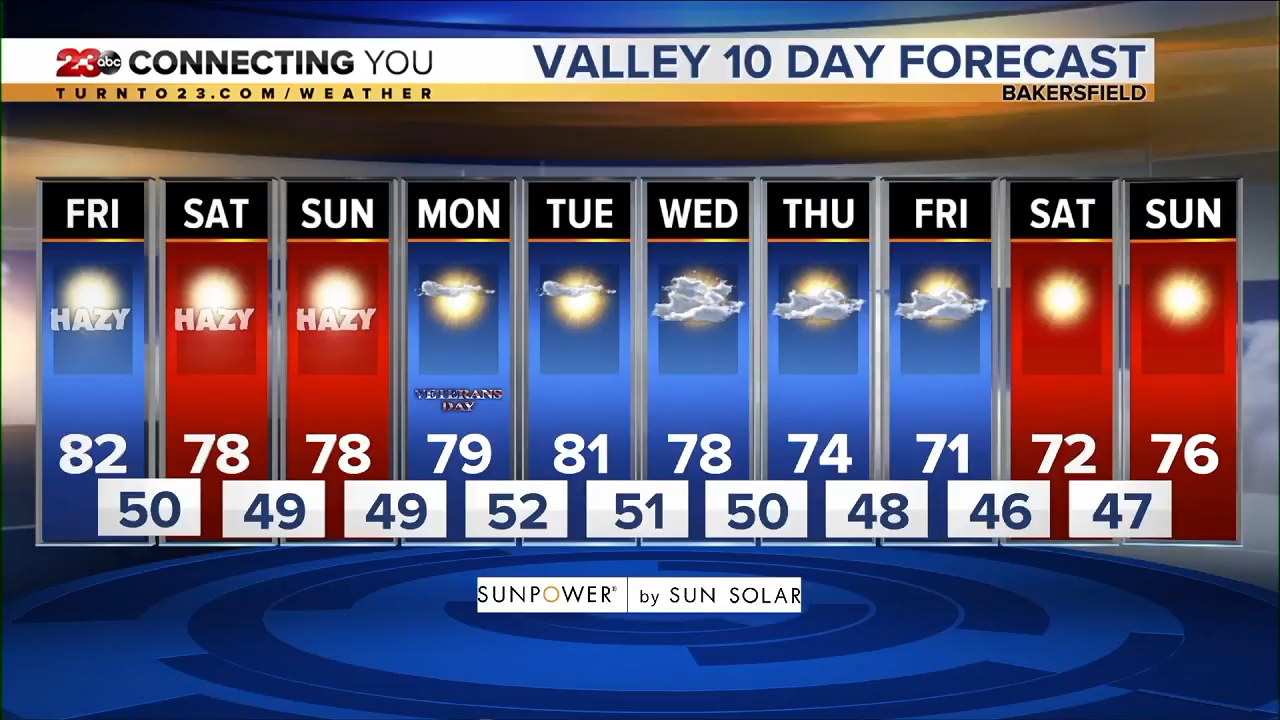 23 abc CONNECTING YOU
TURNTO23.COM/WEATHER
VALLEY 10 DAY FORECAST
BAKERSFIELD
FRI SAT SUN MON TUE WED THU FRI SAT SUN
HAZY HAZY HAZY
VETERANS
DAY
82 78 78 79 81 78 74 71 72 76
50 49 49 52 51 50 48 46 47
SUNPOWER® by SUN SOLAR